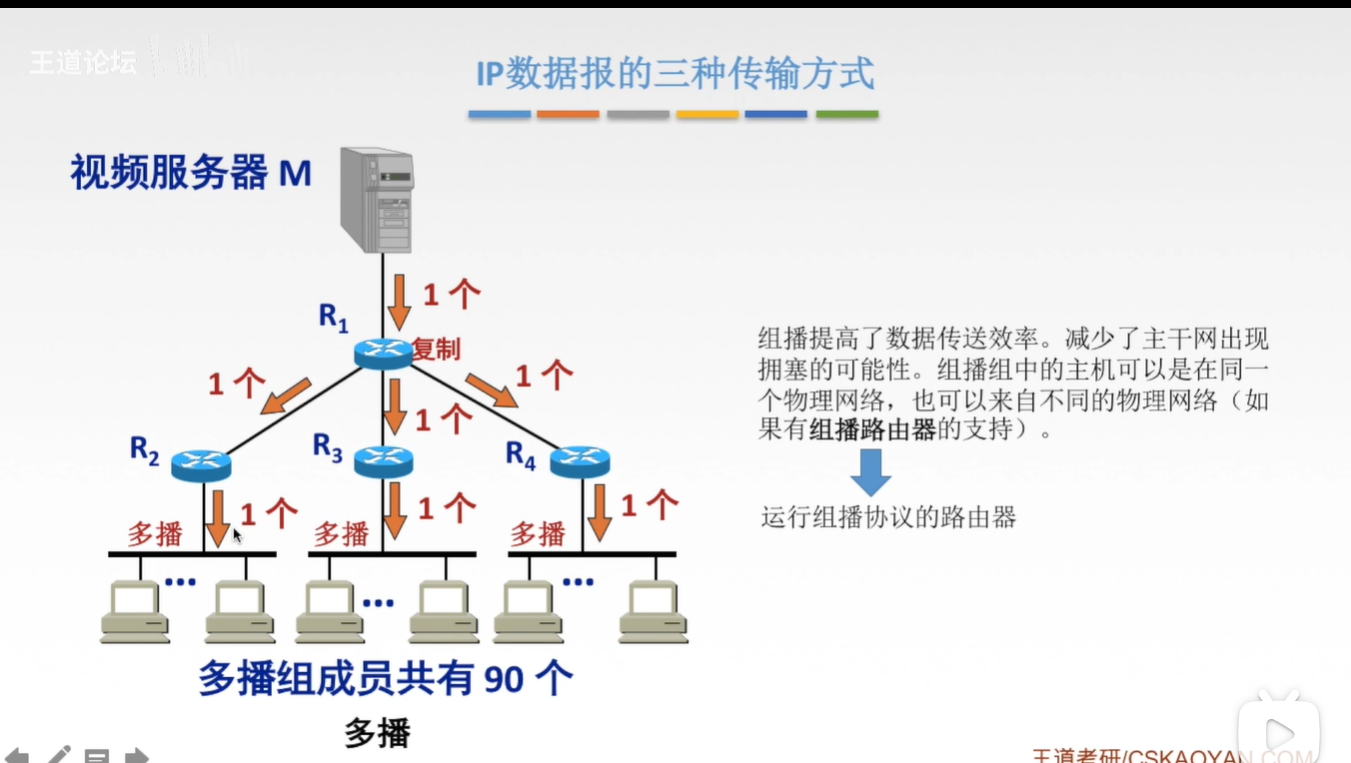 王道论坛
IP数据报的三种传输方式
视频服务器 M
1 个
R1
复制
1 个
1 个
1 个
R2
R3
R4
1 个
1 个
1 个
多播
多播
多播
...
...
...
多播组成员共有 90 个
多播
组播提高了数据传送效率。减少了主干网出现
拥塞的可能性。组播组中的主机可以是在同一
个物理网络，也可以来自不同的物理网络（如
果有组播路由器的支持）。
运行组播协议的路由器
王道考研/CSKAOYAN.COM